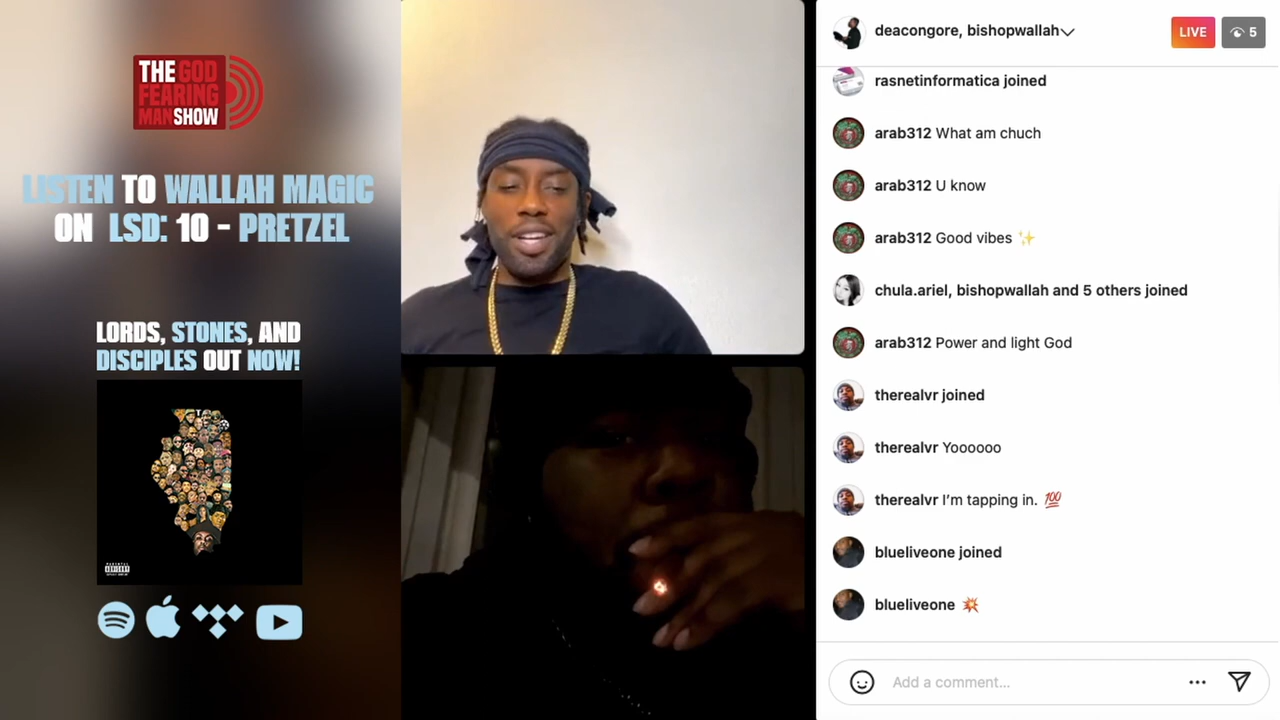 THE GOD
FEARING
MAN SHOW
LISTEN TO WALLAH MAGIC
ON LSD: 10 - PRETZEL
LORDS, STONES, AND
DISCIPLES OUT NOW!
PARENTAL
ADVISORY
deacongore, bishopwallah
LIVE
5
rasnetinformatica joined
arab312 What am chuch
arab312 U know
arab312 Good vibes ✨
chula.ariel, bishopwallah and 5 others joined
arab312 Power and light God
therealvr joined
therealvr Yoooooo
therealvr I’m tapping in. 💯
blueliveone joined
blueliveone 💥
Add a comment...